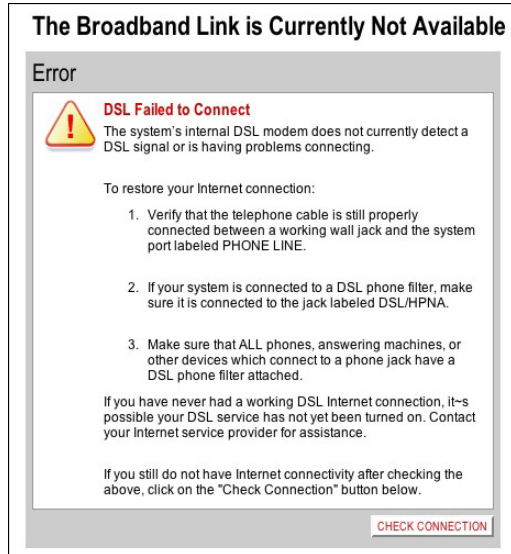 The Broadband Link is Currently Not Available
Error
DSL Failed to Connect
The system's internal DSL modem does not currently detect a
DSL signal or is having problems connecting.
To restore your Internet connection:
1. Verify that the telephone cable is still properly
connected between a working wall jack and the system
port labeled PHONE LINE.
2. If your system is connected to a DSL phone filter, make
sure it is connected to the jack labeled DSL/HPNA.
3. Make sure that ALL phones, answering machines, or
other devices which connect to a phone jack have a
DSL phone filter attached.
If you have never had a working DSL Internet connection, it~s
possible your DSL service has not yet been turned on. Contact
your Internet service provider for assistance.
If you still do not have Internet connectivity after checking the
above, click on the "Check Connection" button below.
CHECK CONNECTION